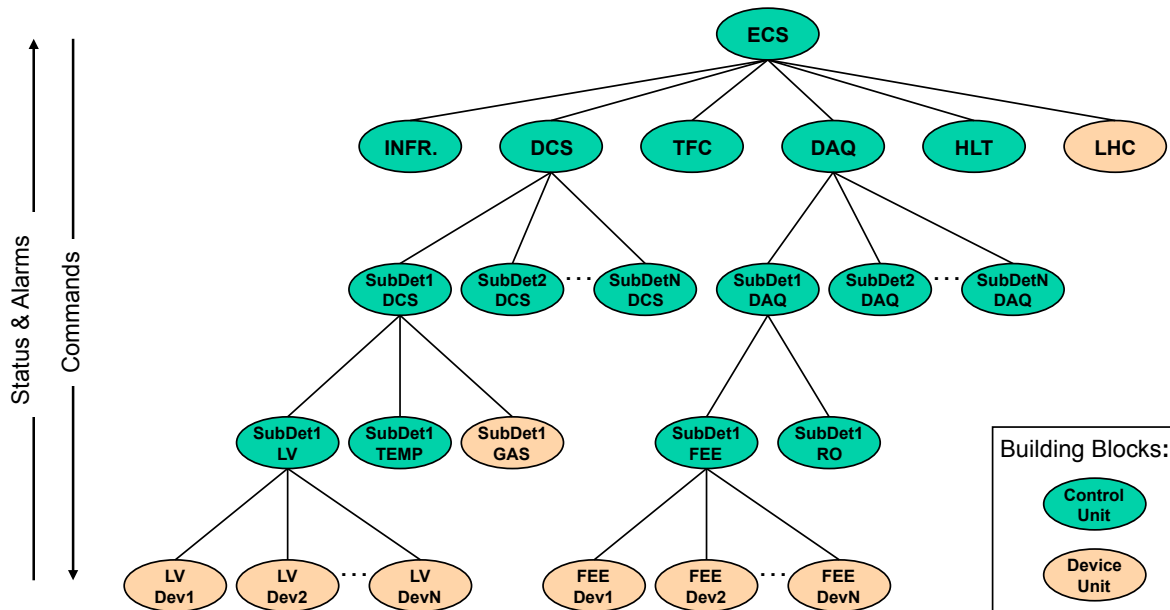 ECS
INFR.
DCS
TFC
DAQ
HLT
LHC
Status & Alarms
Commands
SubDet1
DCS
SubDet2
DCS
...
SubDetN
DCS
SubDet1
DAQ
SubDet2
DAQ
...
SubDetN
DAQ
SubDet1
LV
SubDet1
TEMP
SubDet1
GAS
SubDet1
FEE
SubDet1
RO
LV
Dev1
LV
Dev2
...
LV
DevN
FEE
Dev1
FEE
Dev2
...
FEE
DevN
Building Blocks:
Control
Unit
Device
Unit